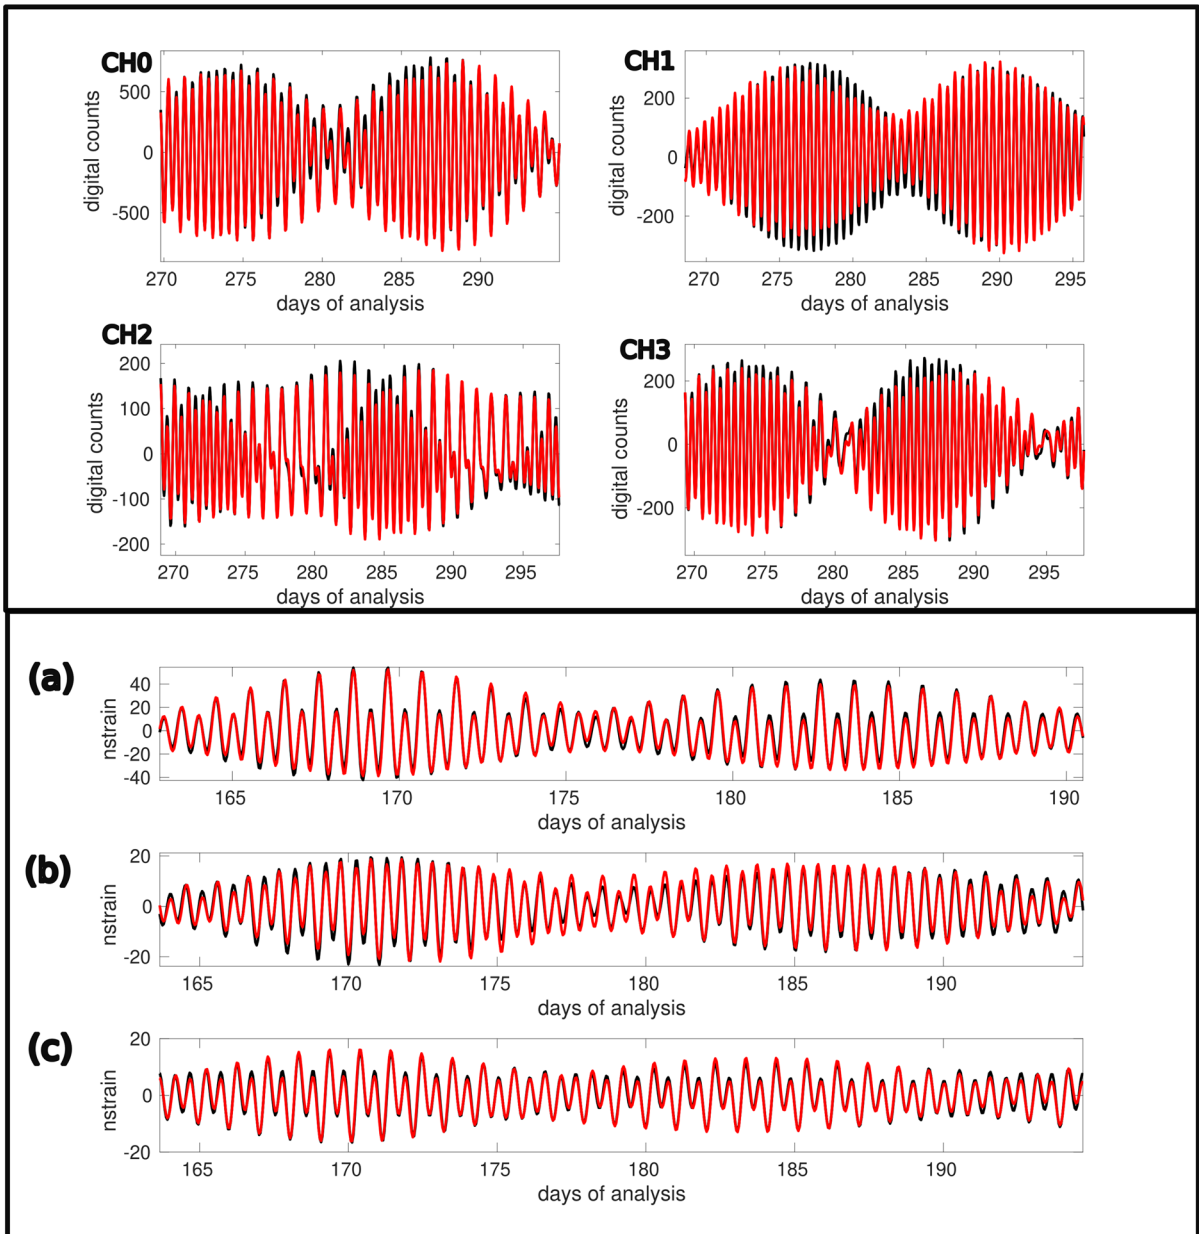 CH0
digital counts
500
0
-500
270 275 280 285 290
days of analysis
CH1
digital counts
200
0
-200
270 275 280 285 290 295
days of analysis
CH2
digital counts
200
100
0
-100
-200
270 275 280 285 290 295
days of analysis
CH3
digital counts
200
0
-200
270 275 280 285 290 295
days of analysis
(a)
nstrain
40
20
0
-20
-40
165 170 175 180 185 190
days of analysis
(b)
nstrain
20
0
-20
165 170 175 180 185 190
days of analysis
(c)
nstrain
20
0
-20
165 170 175 180 185 190
days of analysis